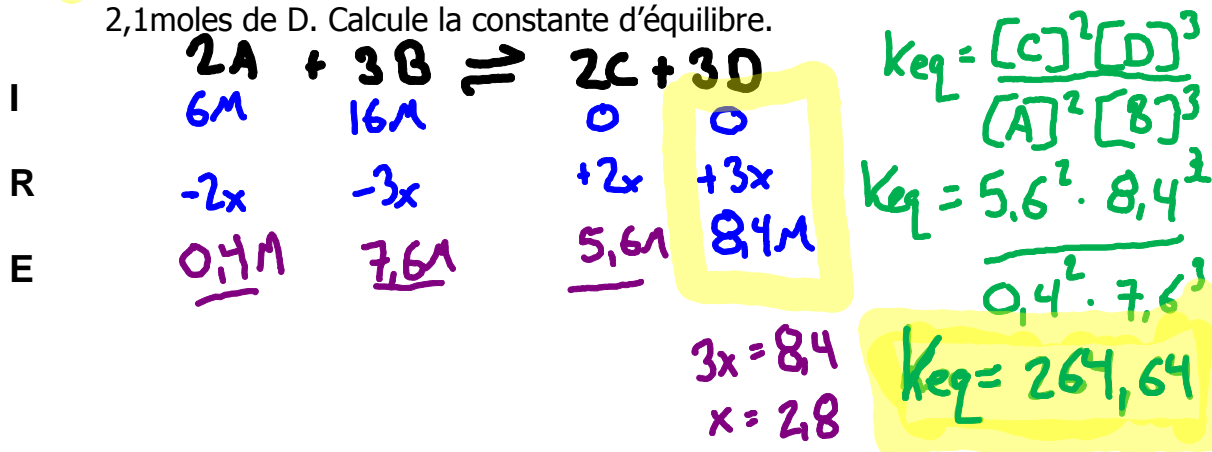 2,1moles de D. Calcule la constante d’équilibre.
2A + 3B ⇌ 2C + 3D
I 6M 16M 0 0
R -2x -3x +2x +3x
E 0,4M 7,6M 5,6M 8,4M
3x = 8,4
x = 2,8
Keq = [C]²[D]³
[A]²[B]³
Keq = 5,6² · 8,4³
0,4² · 7,6³
Keq = 264,64